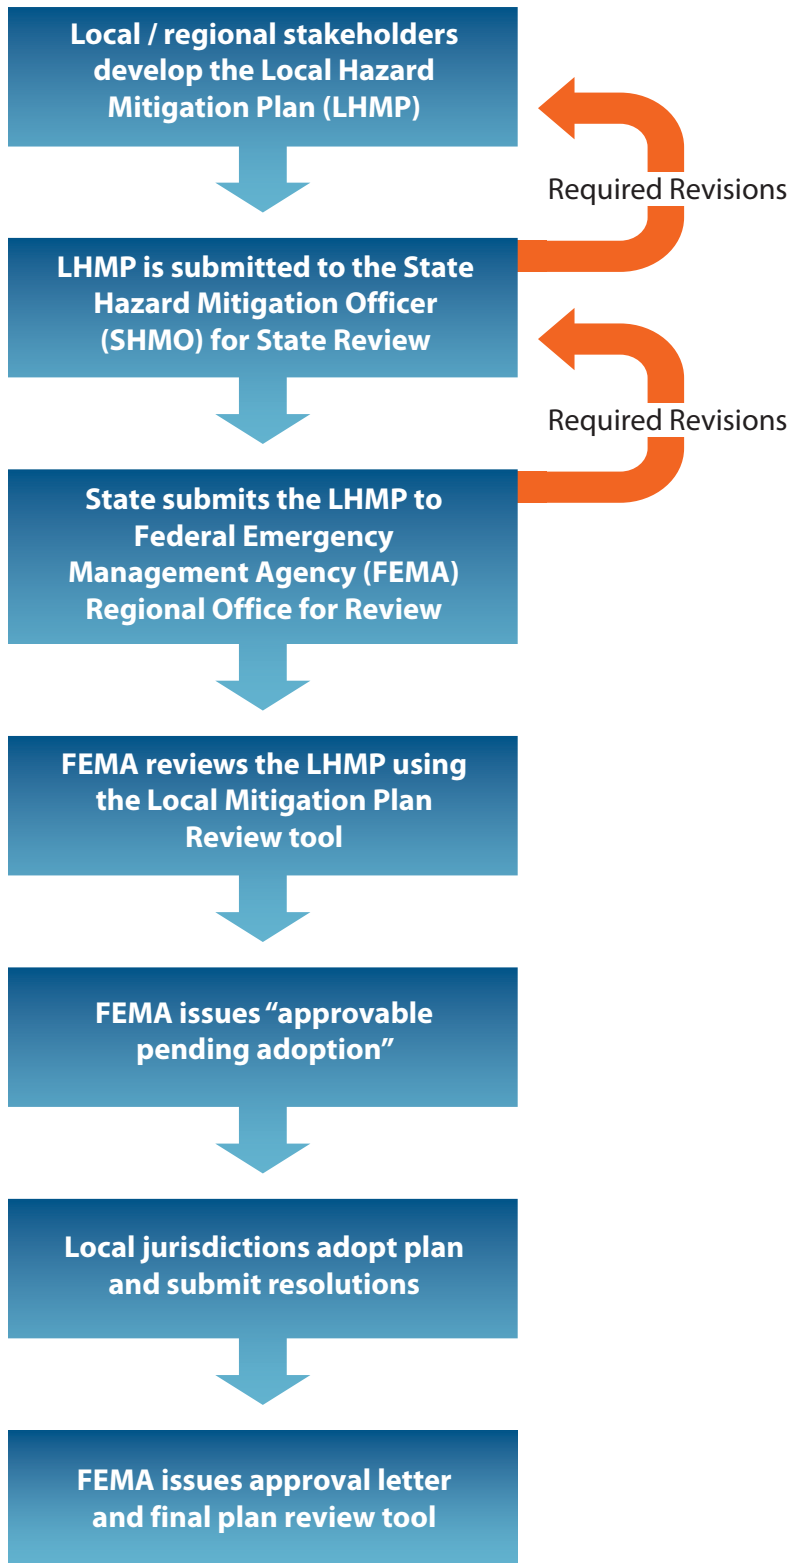 Local / regional stakeholders
develop the Local Hazard
Mitigation Plan (LHMP)
Required Revisions
LHMP is submitted to the State
Hazard Mitigation Officer
(SHMO) for State Review
Required Revisions
State submits the LHMP to
Federal Emergency
Management Agency (FEMA)
Regional Office for Review
FEMA reviews the LHMP using
the Local Mitigation Plan
Review tool
FEMA issues “approvable
pending adoption”
Local jurisdictions adopt plan
and submit resolutions
FEMA issues approval letter
and final plan review tool